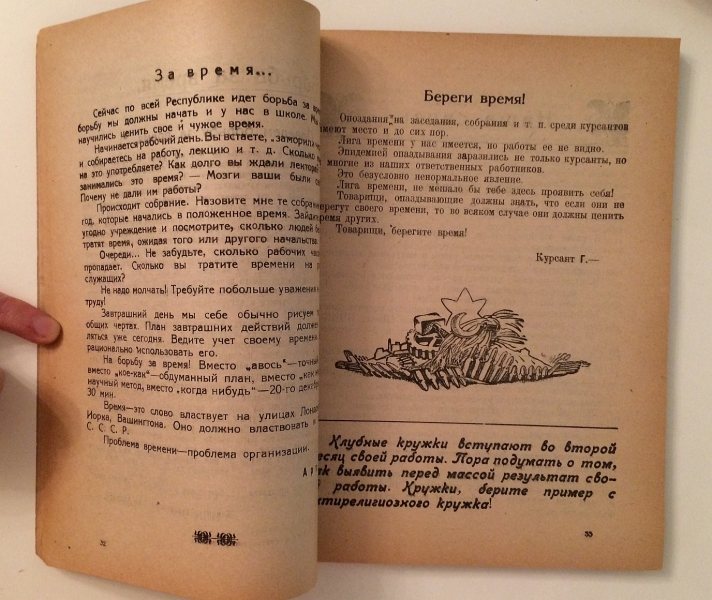 За время...
Сейчас по всей Республике идет борьба за
борьбу мы должны начать и у нас в школе.
научились ценить свое и чужое время.
Начинается рабочий день. Вы встаете,
и собираетесь на работу, лекцию и т. д. Сколько
на это употребляете? Как долго вы ждали
занимались это время? — Мозги ваши были
Почему не дали им работы?
Происходит собрание. Назовите мне те
год, которые начались в положенное время.
угодно учреждение и посмотрите, сколько людей
тратят время, ожидая того или другого
Очереди... Не забудьте, сколько рабочих
пропадает. Сколько вы тратите времени на
служащих?
Не надо молчать! Требуйте побольше уважения
труду!
Завтрашний день мы себе обычно рисуем
общих чертах. План завтрашних действий
ляться уже сегодня. Ведите учет своему времени
рационально использовать его.
На борьбу за время! Вместо „авось“—
вместо „кое-как“—обдуманный план, вместо
научный метод, вместо „когда нибудь“—20-го
30 мин.
Время—это слово властвует на улицах
Иорка, Вашингтона. Оно должно властвовать
С. С. С. Р.
Проблема времени—проблема организации.
32
Береги время!
Опоздания на заседания, собрания и т. п. среди курсантов
имеют место и до сих пор.
Лига времени у нас имеется, но работы ее не видно.
Эпидемией опаздывания заразились не только курсанты, но
многие из наших ответственных работников.
Это безусловно ненормальное явление.
Лига времени, не мешало бы тебе здесь проявить себя!
Товарищи, опаздывающие должны знать, что если они не
берегут своего времени, то во всяком случае они должны ценить
время других.
Товарищи, берегите время!
Курсант Г.—
Клубные кружки вступают во второй
есяц своей работы. Пора подумать о том,
ак выявить перед массой результат сво-
й работы. Кружки, берите пример с
нтирелигиозного кружка!
33